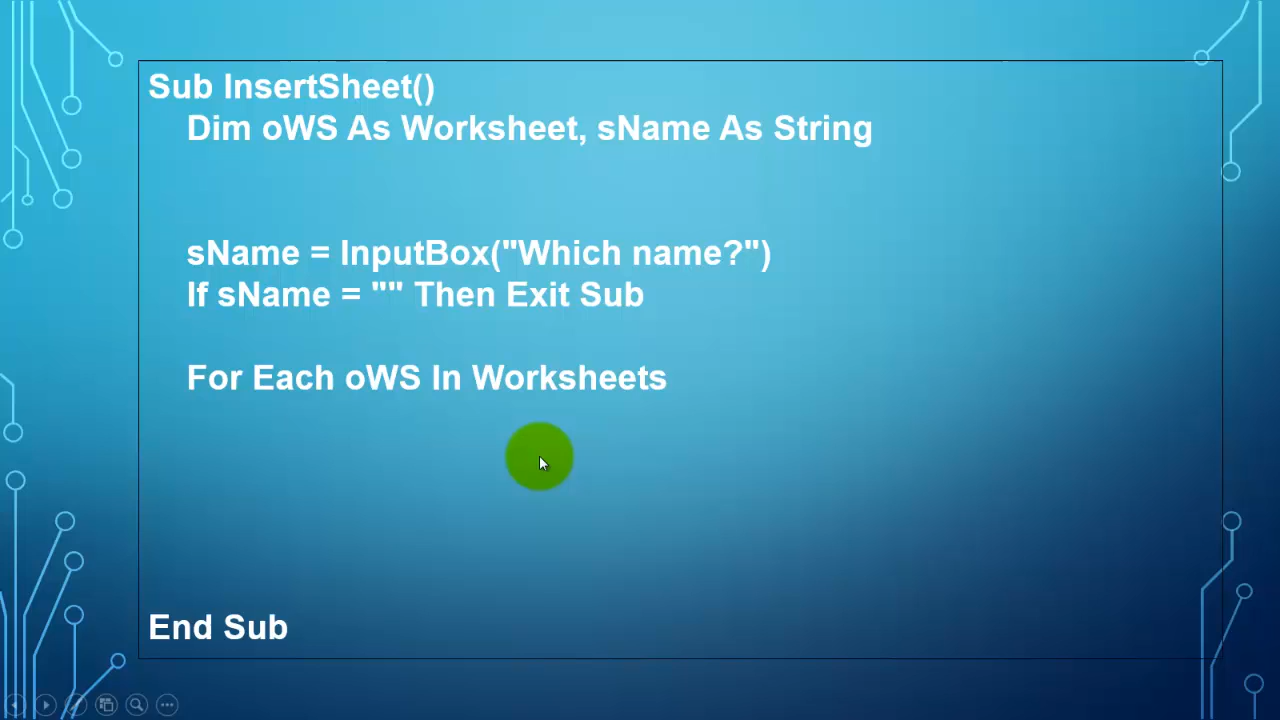 Sub InsertSheet()
Dim oWS As Worksheet, sName As String
sName = InputBox("Which name?")
If sName = "" Then Exit Sub
For Each oWS In Worksheets
End Sub